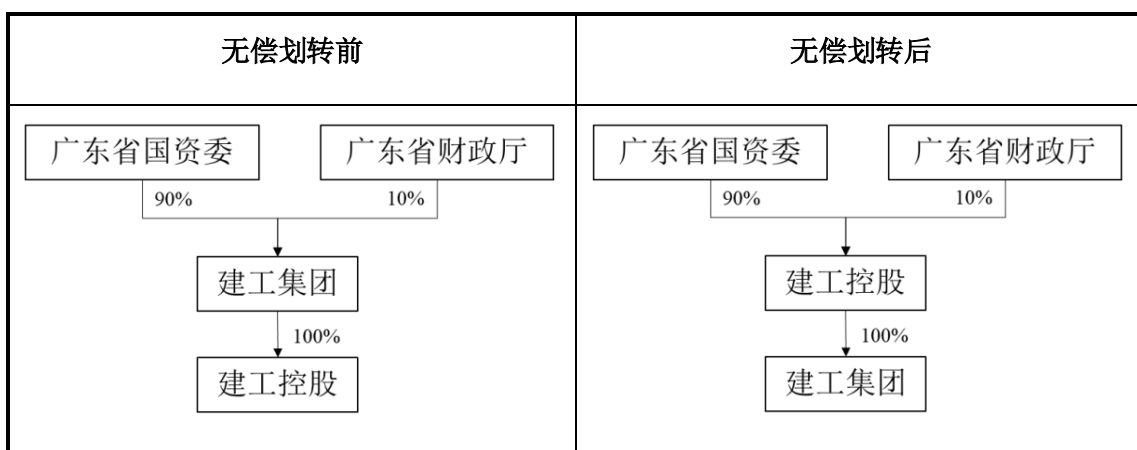 无偿划转前
无偿划转后
广东省国资委
广东省财政厅
90%
10%
建工集团
100%
建工控股
广东省国资委
广东省财政厅
90%
10%
建工控股
100%
建工集团